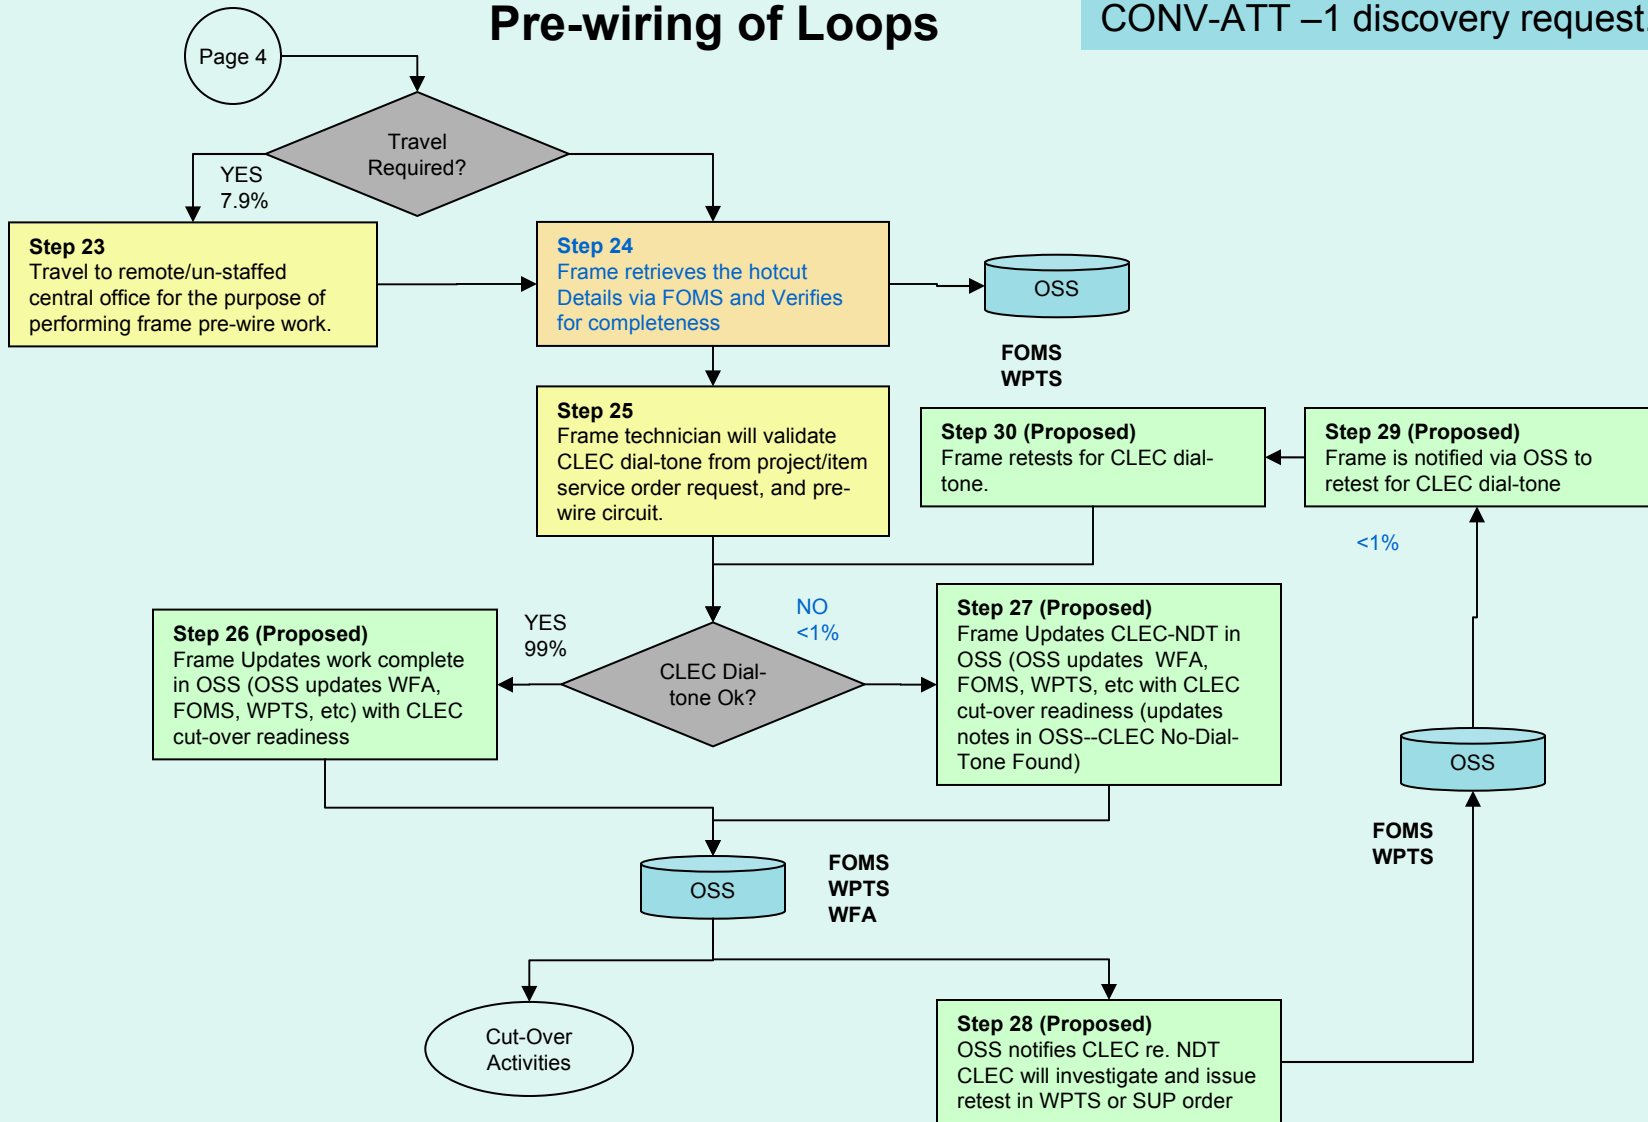 Pre-wiring of Loops
CONV-ATT –1 discovery request.
Page 4
Travel
Required?
YES
7.9%
Step 23
Travel to remote/un-staffed
central office for the purpose of
performing frame pre-wire work.
Step 24
Frame retrieves the hotcut
Details via FOMS and Verifies
for completeness
OSS
FOMS
WPTS
Step 25
Frame technician will validate
CLEC dial-tone from project/item
service order request, and pre-
wire circuit.
Step 30 (Proposed)
Frame retests for CLEC dial-
tone.
Step 29 (Proposed)
Frame is notified via OSS to
retest for CLEC dial-tone
<1%
Step 26 (Proposed)
Frame Updates work complete
in OSS (OSS updates WFA,
FOMS, WPTS, etc) with CLEC
cut-over readiness
YES
99%
CLEC Dial-
tone Ok?
NO
<1%
Step 27 (Proposed)
Frame Updates CLEC-NDT in
OSS (OSS updates  WFA,
FOMS, WPTS, etc with CLEC
cut-over readiness (updates
notes in OSS--CLEC No-Dial-
Tone Found)
OSS
FOMS
WPTS
OSS
FOMS
WPTS
WFA
Cut-Over
Activities
Step 28 (Proposed)
OSS notifies CLEC re. NDT
CLEC will investigate and issue
retest in WPTS or SUP order